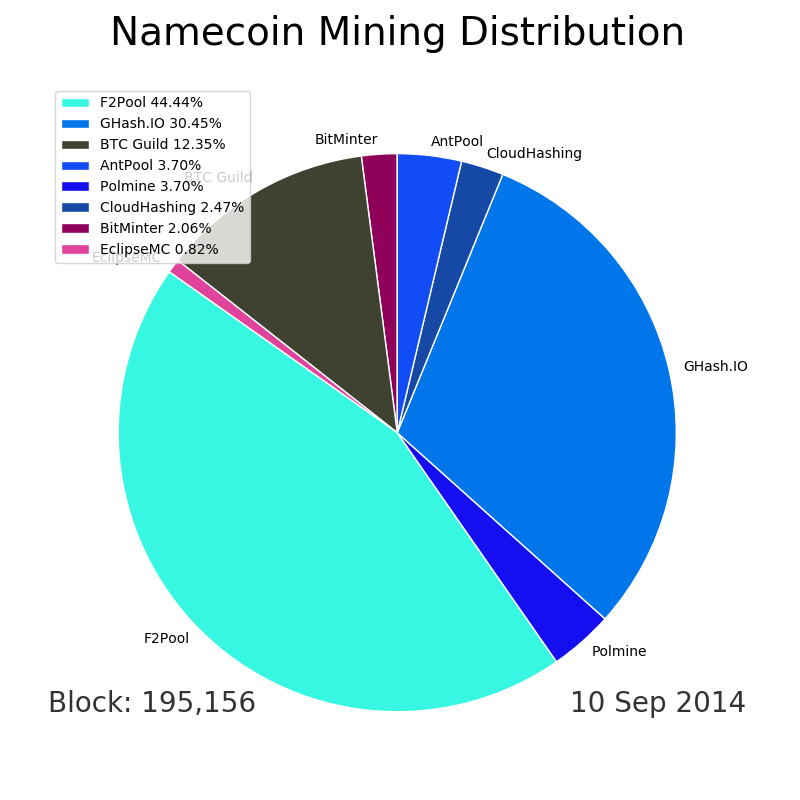 Namecoin Mining Distribution
F2Pool 44.44%
GHash.IO 30.45%
BTC Guild 12.35%
AntPool 3.70%
Polmine 3.70%
CloudHashing 2.47%
BitMinter 2.06%
EclipseMC 0.82%
BitMinter
AntPool
CloudHashing
BTC Guild
EclipseMC
GHash.IO
F2Pool
Polmine
Block: 195,156
10 Sep 2014